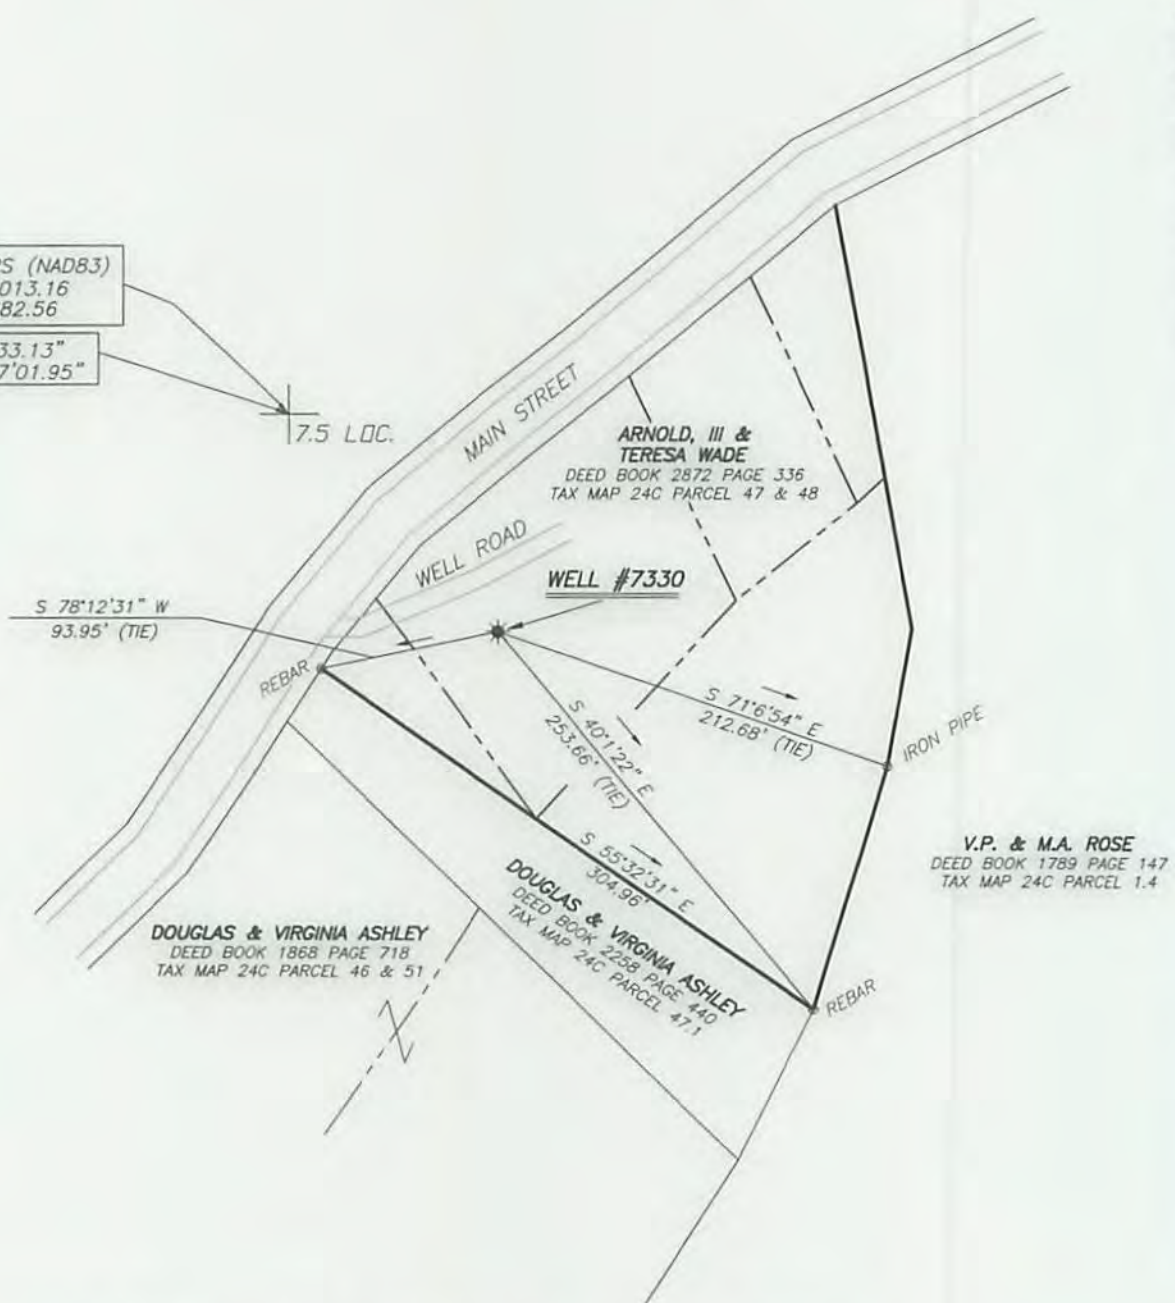 (NAD83)
013.16
82.56
33.13"
7'01.95"
7.5 LOC.
MAIN STREET
ARNOLD, III &
TERESA WADE
DEED BOOK 2872 PAGE 336
TAX MAP 24C PARCEL 47 & 48
WELL ROAD
WELL #7330
S 78°12'31" W
93.95' (TIE)
REBAR
S 71°6'54" E
212.68' (TIE)
IRON PIPE
S 40°1'22" E
253.66' (TIE)
S 55°32'31" E
304.96'
V.P. & M.A. ROSE
DEED BOOK 1789 PAGE 147
TAX MAP 24C PARCEL 1.4
DOUGLAS & VIRGINIA ASHLEY
DEED BOOK 2258 PAGE 440
TAX MAP 24C PARCEL 47.1
DOUGLAS & VIRGINIA ASHLEY
DEED BOOK 1868 PAGE 718
TAX MAP 24C PARCEL 46 & 51
REBAR